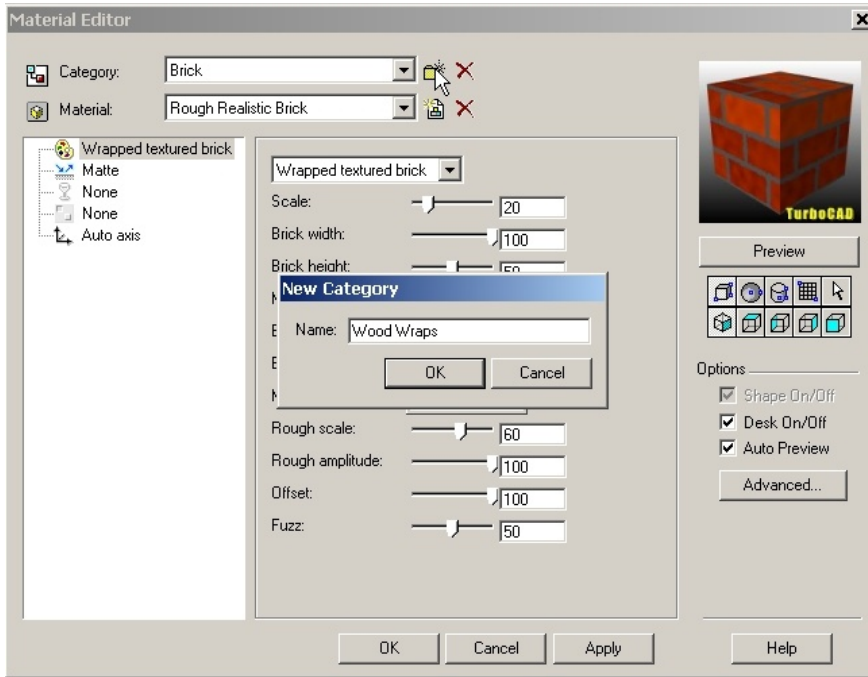 Material Editor
Category: Brick
Material: Rough Realistic Brick
Wrapped textured brick
Matte
None
None
Auto axis
Wrapped textured brick
Scale: 20
Brick width: 100
Brick height: 50
New Category
Name: Wood Wraps
OK Cancel
Rough scale: 60
Rough amplitude: 100
Offset: 100
Fuzz: 50
TurboCAD
Preview
Options
Shape On/Off
Desk On/Off
Auto Preview
Advanced...
OK Cancel Apply Help